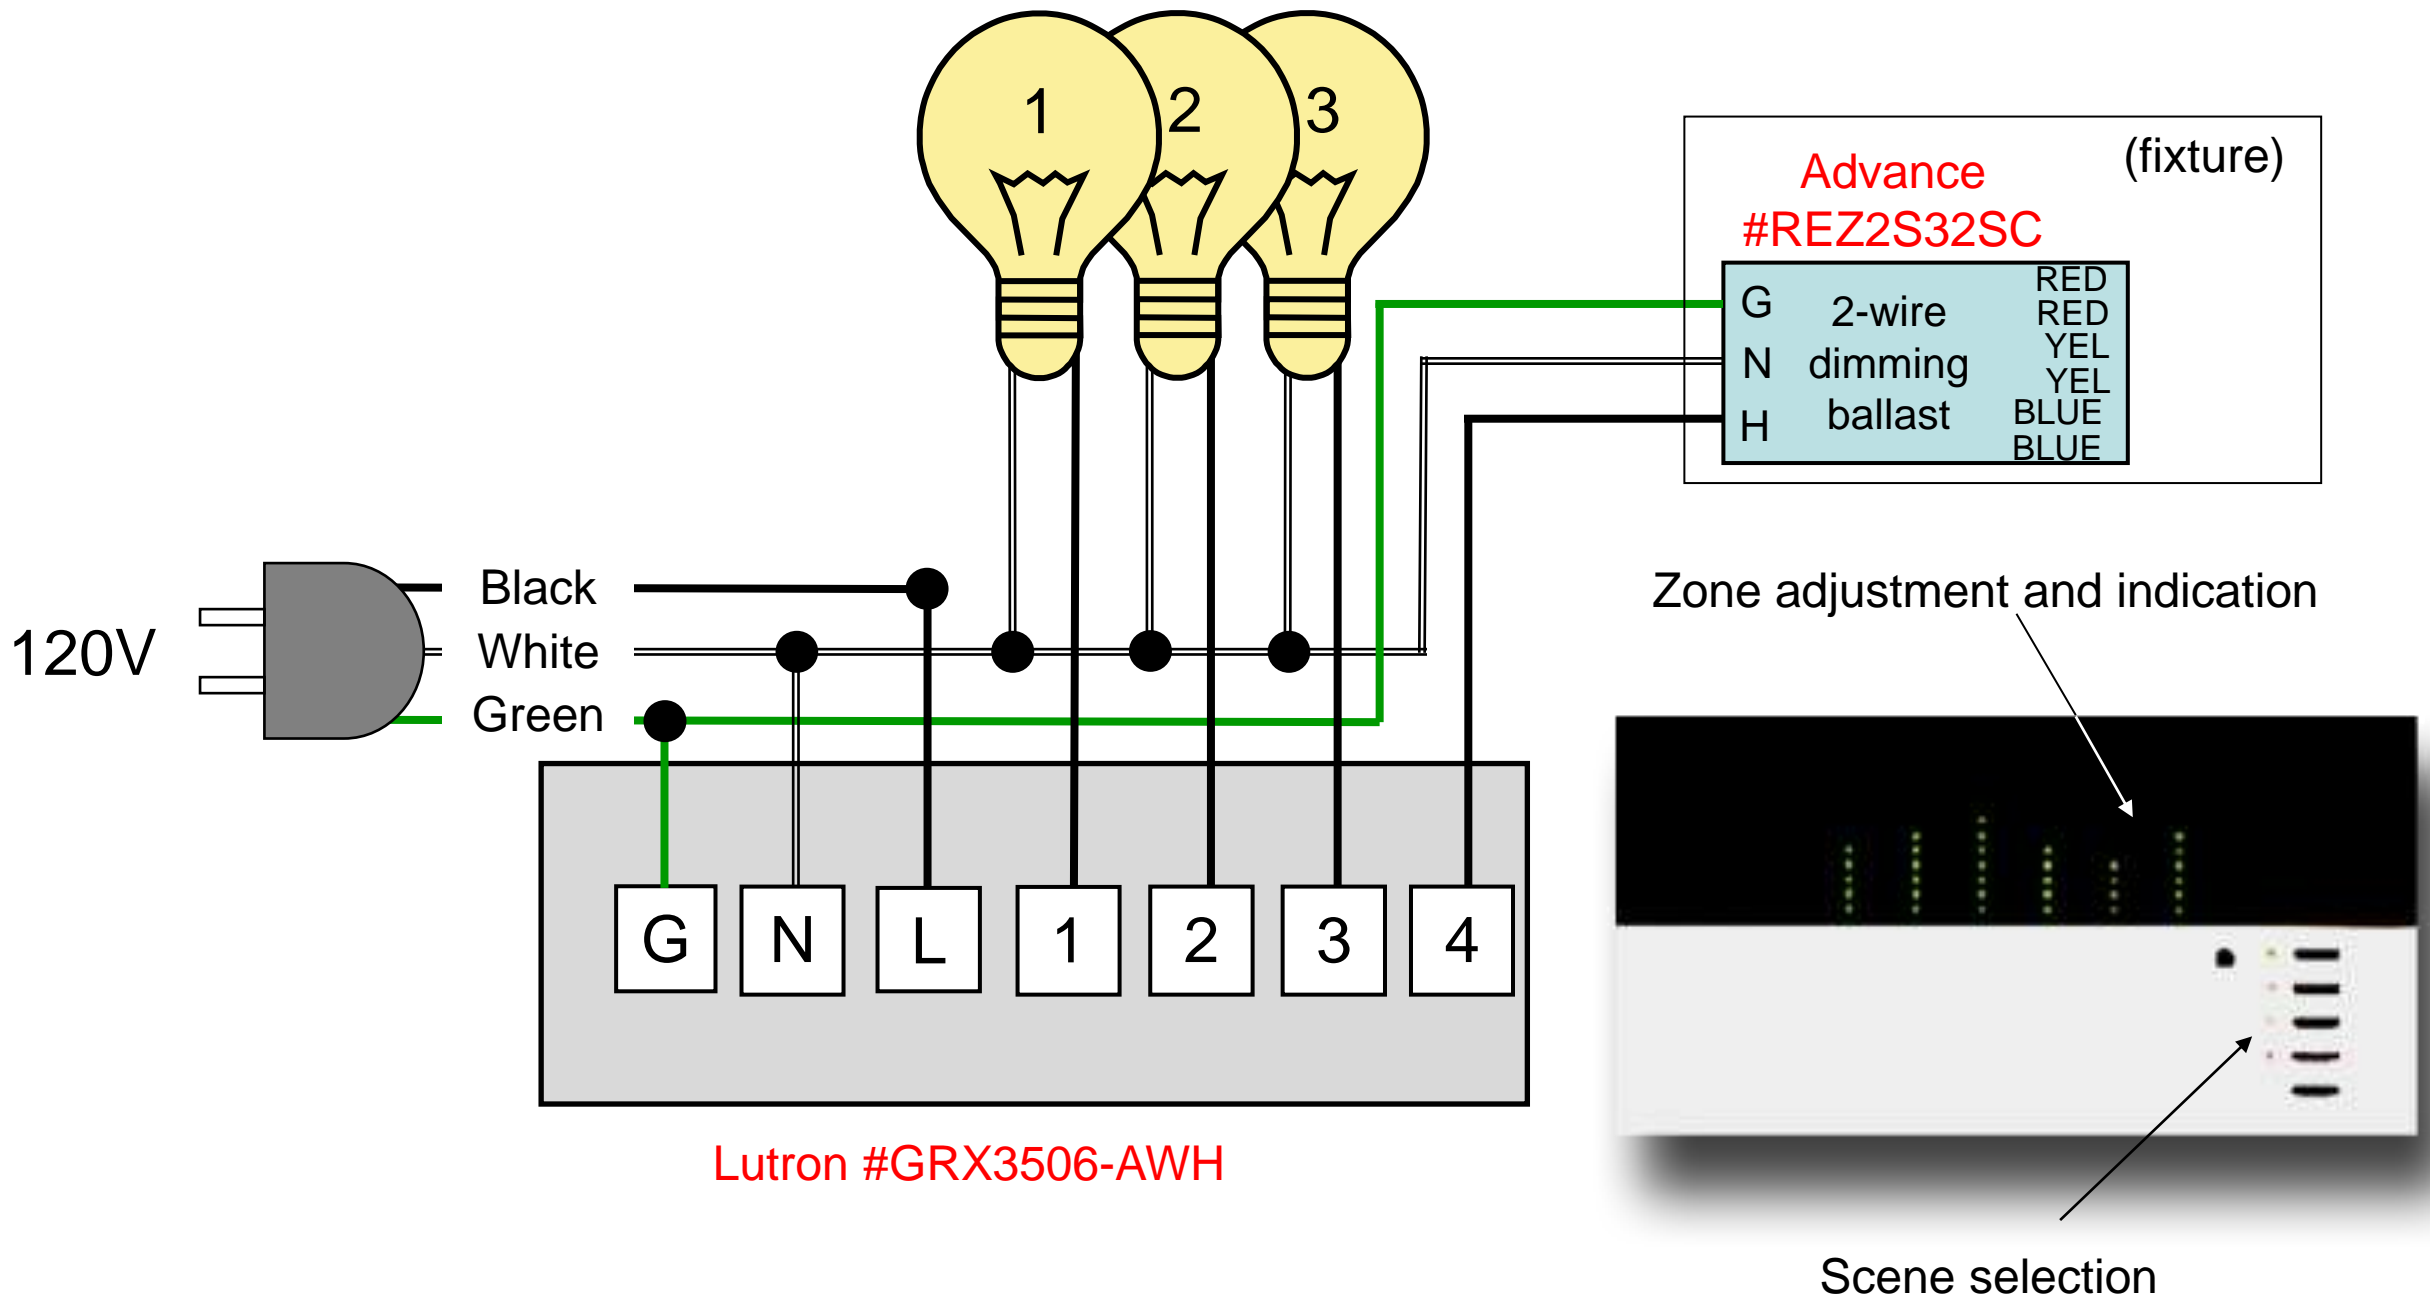 1
2
3
(fixture)
Advance
#REZ2S32SC
G
N
H
2-wire
dimming
ballast
RED
RED
YEL
YEL
BLUE
BLUE
120V
Black
White
Green
Zone adjustment and indication
G
N
L
1
2
3
4
Lutron #GRX3506-AWH
Scene selection